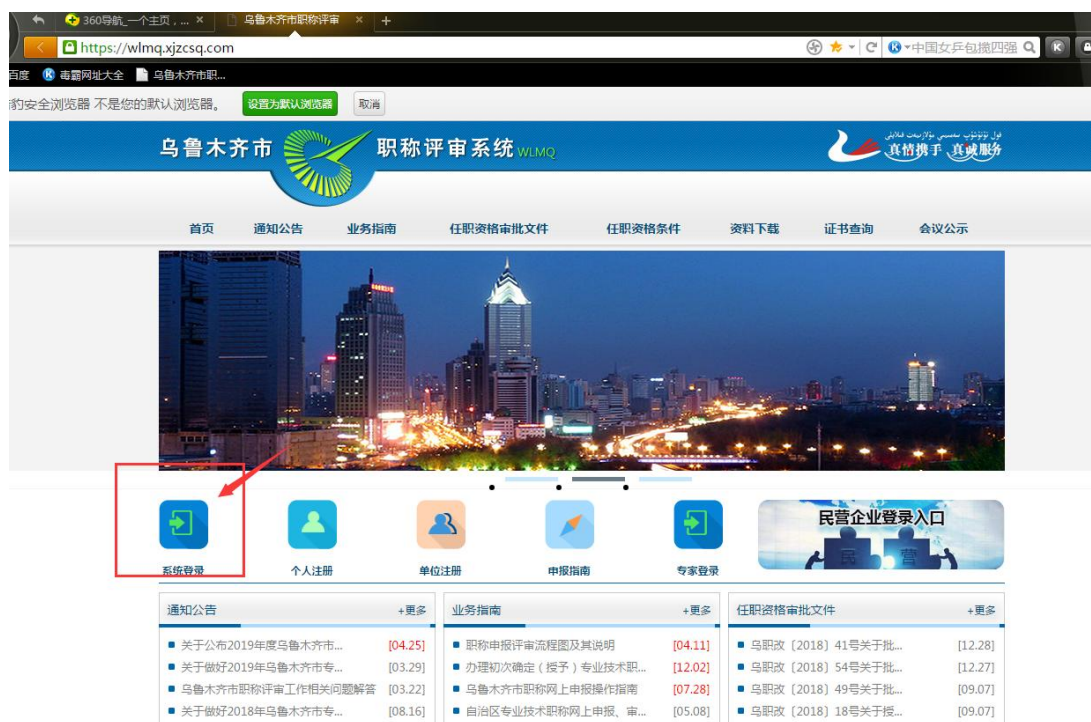 360导航_一个主页，... × 乌鲁木齐市职称评审 × +
https://wlmq.xjzcsq.com 中国女乒包揽四强
百度 毒霸网址大全 乌鲁木齐市职...
豹安全浏览器 不是您的默认浏览器。 设置为默认浏览器 取消
乌鲁木齐市 职称评审系统 WLMQ
真情携手 真诚服务
首页 通知公告 业务指南 任职资格审批文件 任职资格条件 资料下载 证书查询 会议公示
民营企业登录入口
民 营
系统登录 个人注册 单位注册 申报指南 专家登录
通知公告 +更多 业务指南 +更多 任职资格审批文件 +更多
关于公布2019年度乌鲁木齐市... [04.25] 职称申报评审流程图及其说明 [04.11] 乌职改〔2018〕41号关于批... [12.28]
关于做好2019年乌鲁木齐市专... [03.29] 办理初次确定（授予）专业技术职... [12.02] 乌职改〔2018〕54号关于批... [12.27]
乌鲁木齐市职称评审工作相关问题解答 [03.22] 乌鲁木齐市职称网上申报操作指南 [07.28] 乌职改〔2018〕49号关于批... [09.07]
关于做好2018年乌鲁木齐市专... [08.16] 自治区专业技术职称网上申报、审... [05.08] 乌职改〔2018〕18号关于授... [09.07]